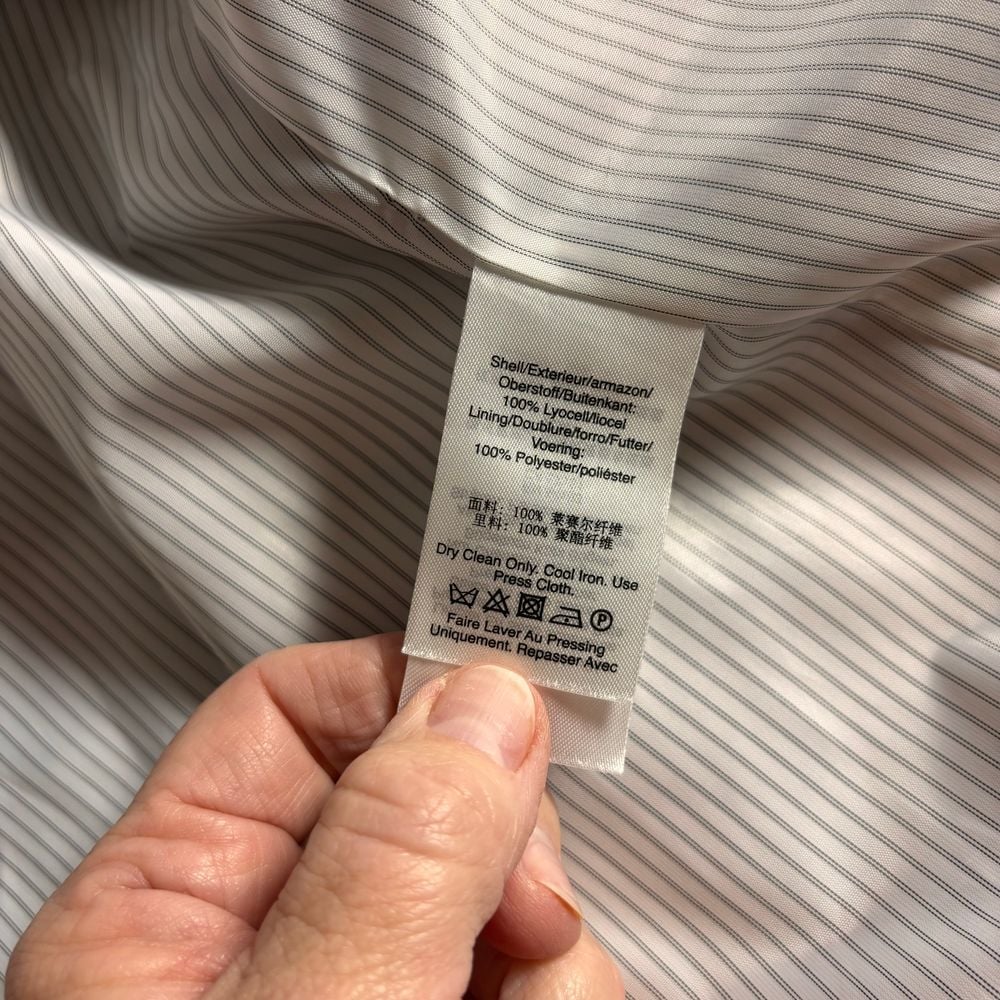 Shell/Exterieur/armazon/
Oberstoff/Buitenkant:
100% Lyocell/liocel
Lining/Doublure/forro/Futter/
Voering:
100% Polyester/poliéster
面料: 100% 莱赛尔纤维
里料: 100% 聚酯纤维
Dry Clean Only. Cool Iron. Use
Press Cloth.
P
Faire Laver Au Pressing
Uniquement. Repasser Avec